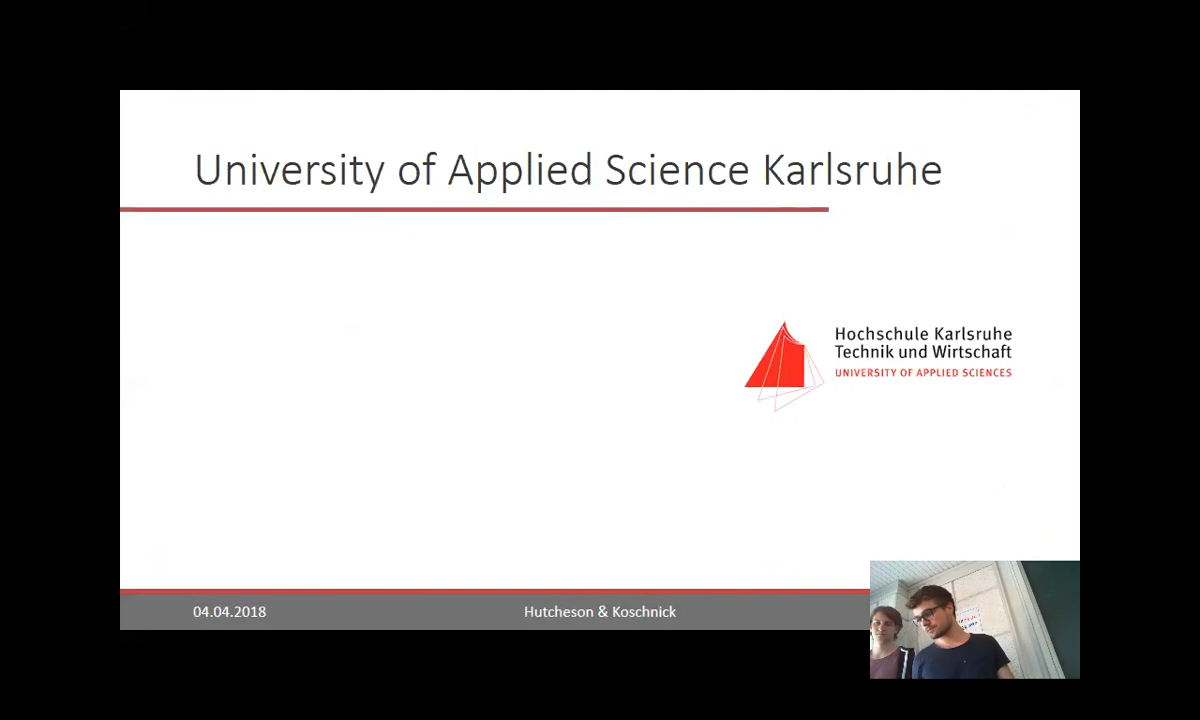 University of Applied Science Karlsruhe
Hochschule Karlsruhe
Technik und Wirtschaft
UNIVERSITY OF APPLIED SCIENCES
04.04.2018
Hutcheson & Koschnick